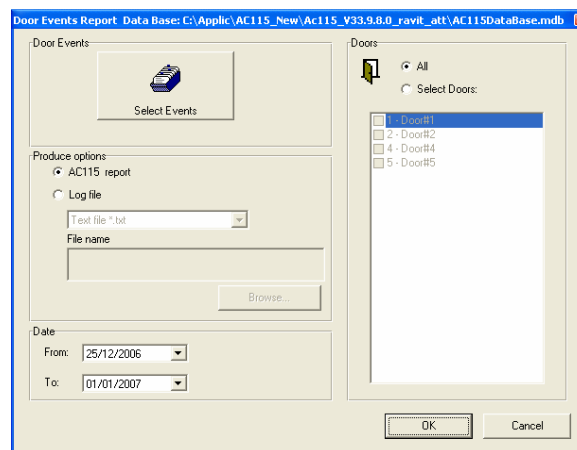 Door Events Report  Data Base: C:\Applic\AC115_New\Ac115_V33.9.8.0_ravit_att\AC115DataBase.mdb
Door Events
Select Events
Produce options
AC115 report
Log file
Text file *.txt
File name
Browse...
Date
From: 25/12/2006
To: 01/01/2007
Doors
All
Select Doors:
1 - Door#1
2 - Door#2
4 - Door#4
5 - Door#5
OK
Cancel